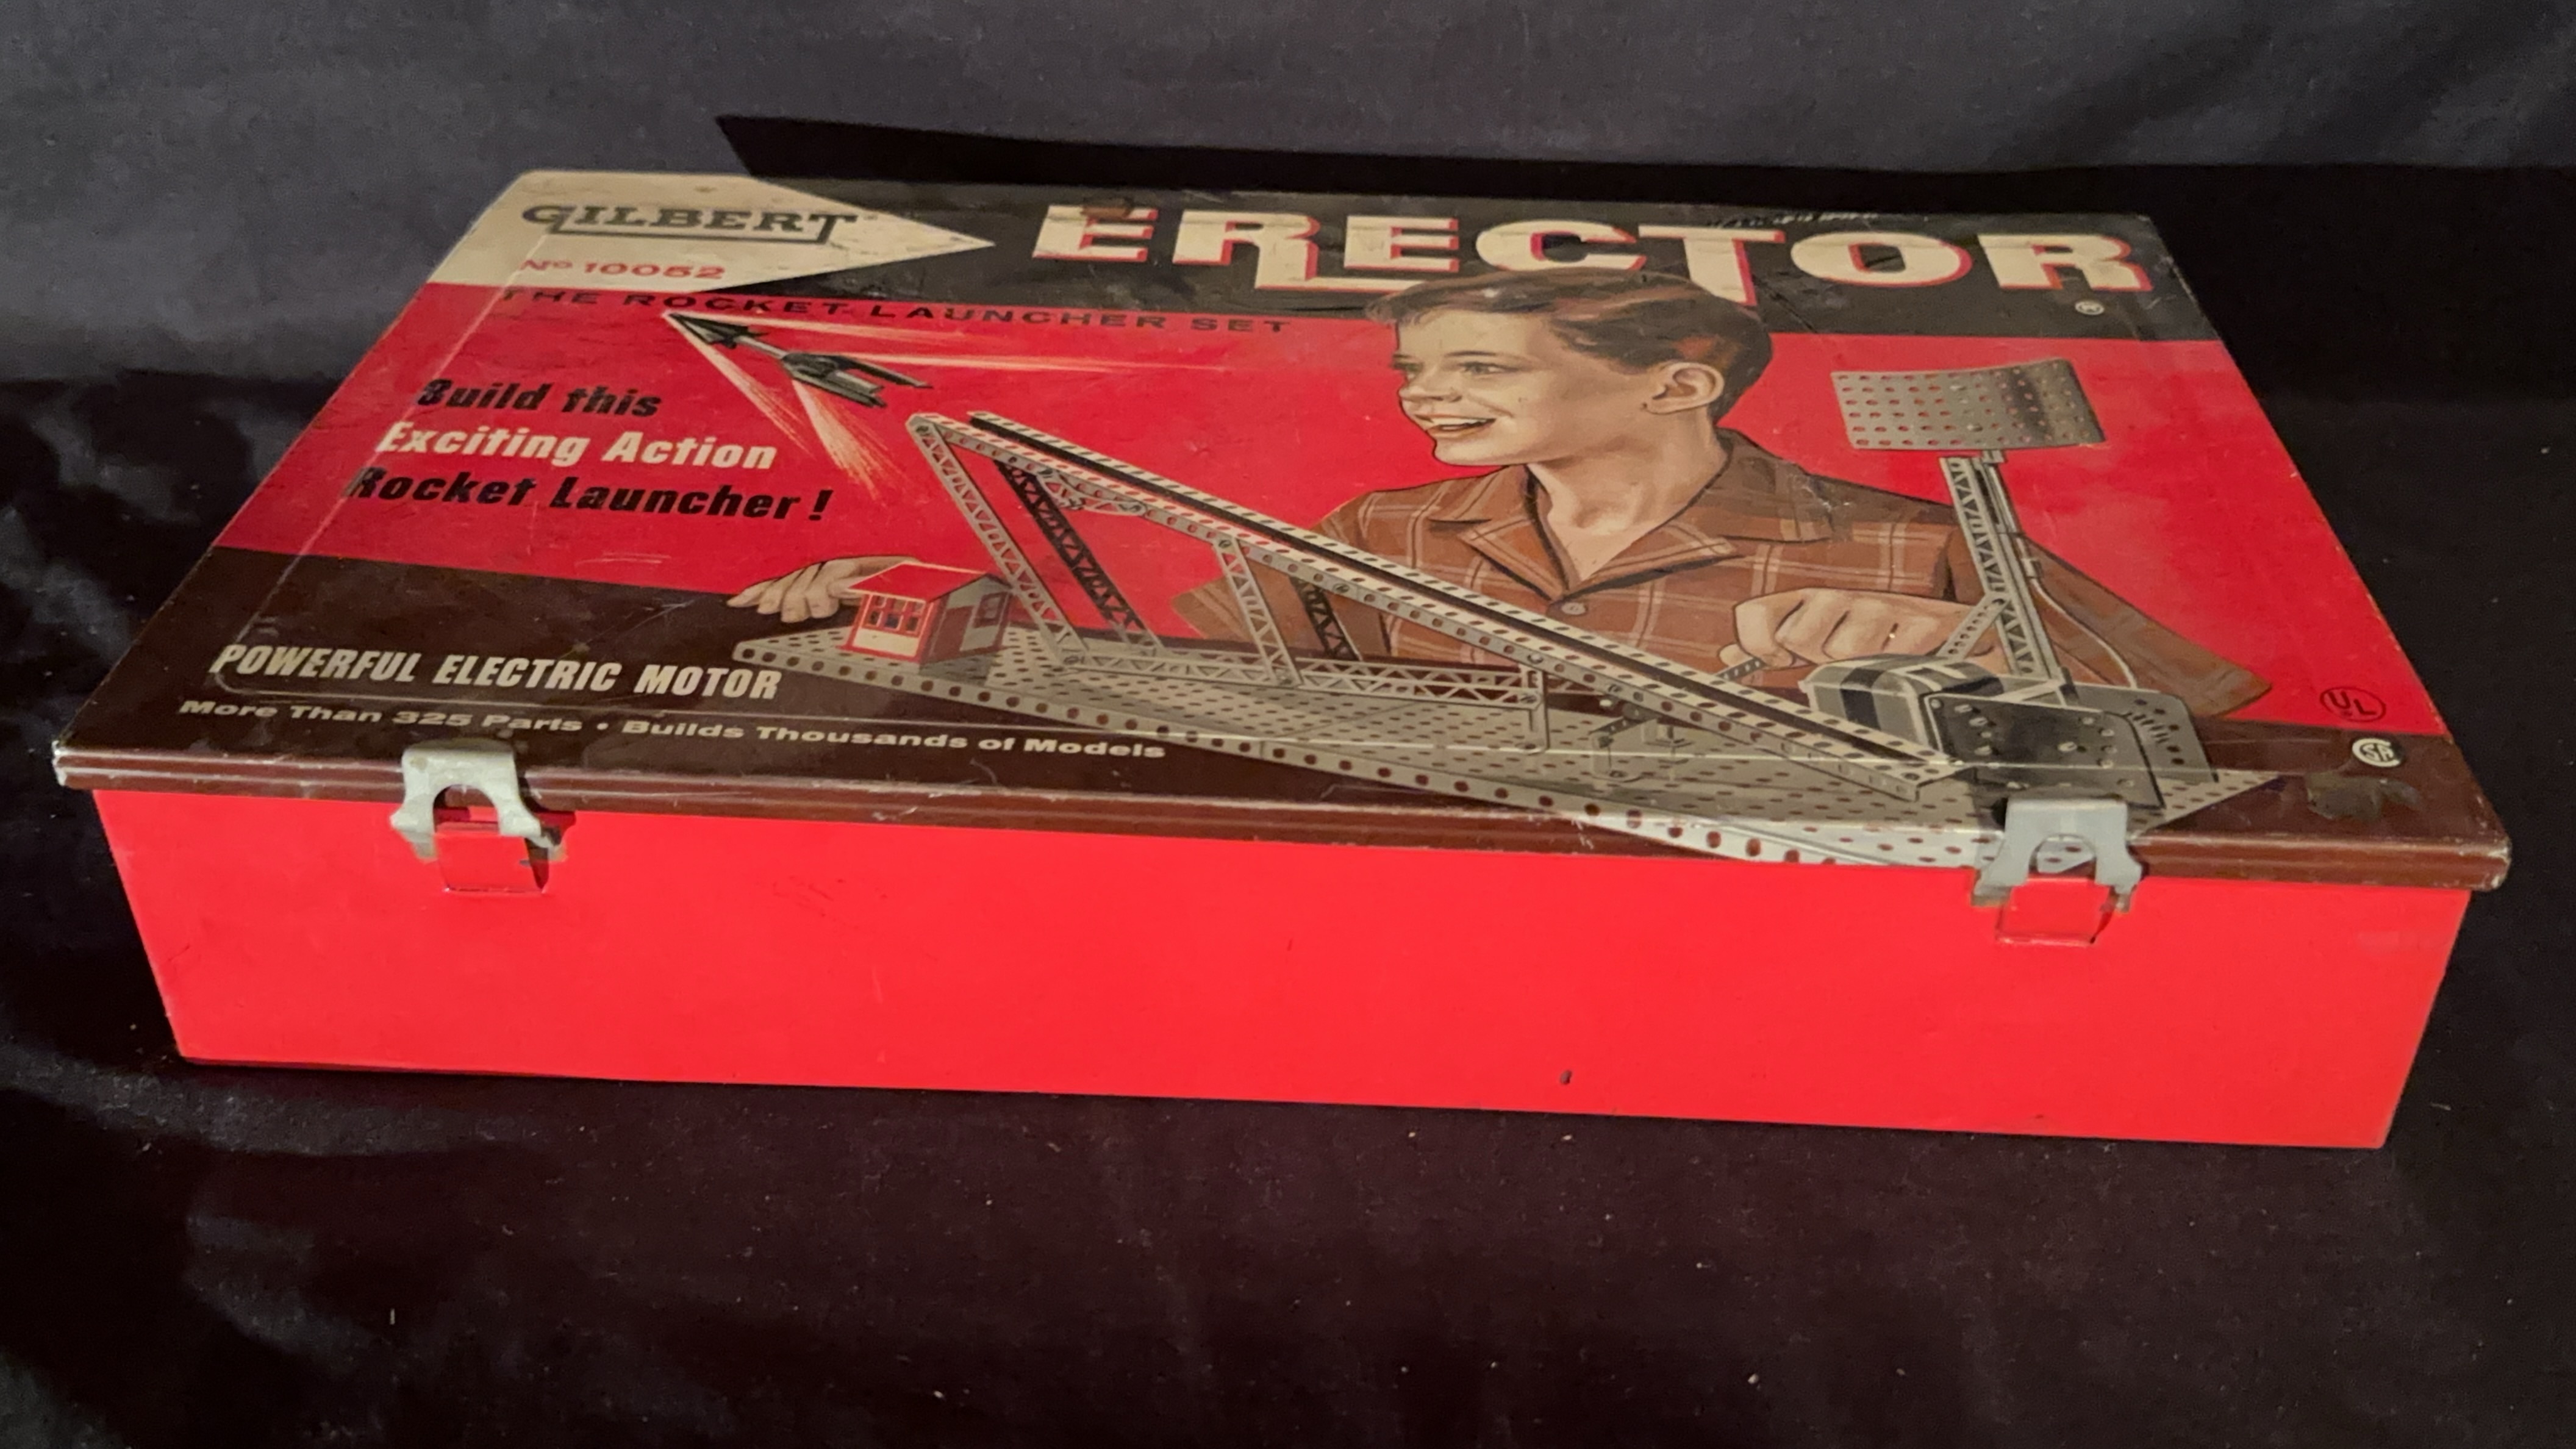 GILBERT
ERECTOR
®
No 10052
THE ROCKET LAUNCHER SET
Build this
Exciting Action
Rocket Launcher!
POWERFUL ELECTRIC MOTOR
More Than 325 Parts • Builds Thousands of Models
UL
SA